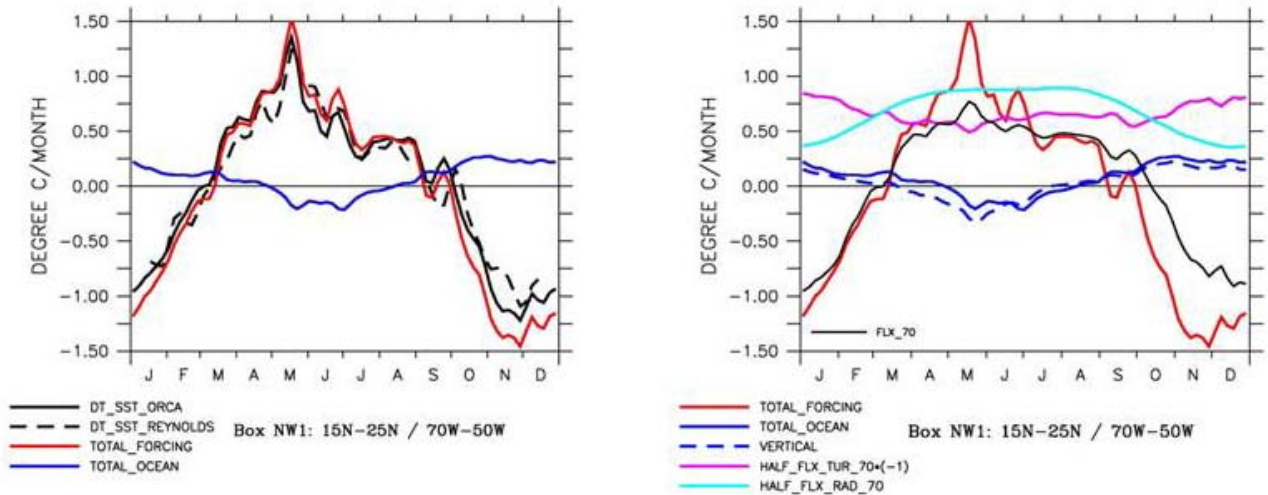 1.50
1.00
0.50
0.00
−0.50
−1.00
−1.50
DEGREE C/MONTH
J F M A M J J A S O N D
DT_SST_ORCA
DT_SST_REYNOLDS
TOTAL_FORCING
TOTAL_OCEAN
Box NW1: 15N−25N / 70W−50W
1.50
1.00
0.50
0.00
−0.50
−1.00
−1.50
DEGREE C/MONTH
FLX_70
J F M A M J J A S O N D
TOTAL_FORCING
TOTAL_OCEAN
VERTICAL
HALF_FLX_TUR_70*(−1)
HALF_FLX_RAD_70
Box NW1: 15N−25N / 70W−50W